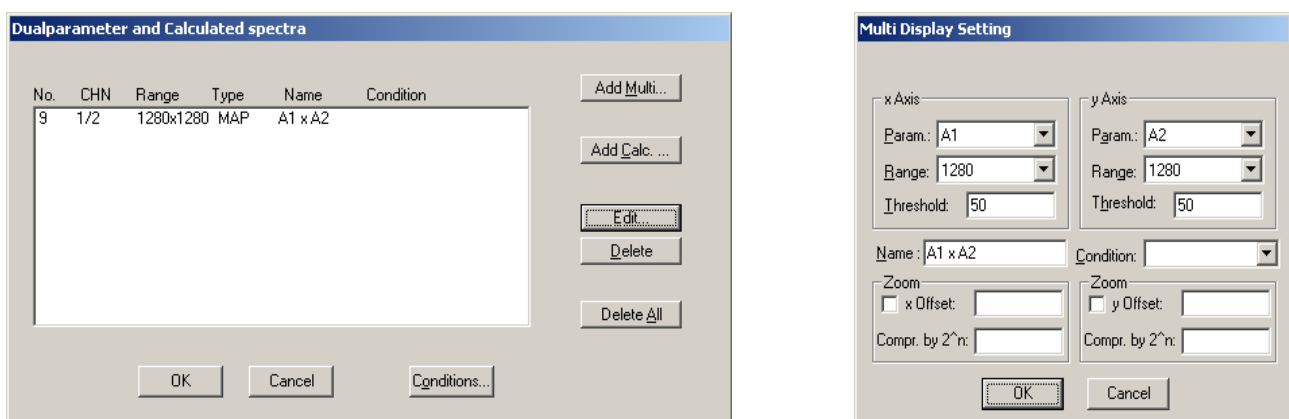 Dualparameter and Calculated spectra
No. CHN Range Type Name Condition
9 1/2 1280x1280 MAP A1 x A2
Add Multi...
Add Calc. ...
Edit...
Delete
Delete All
OK Cancel Conditions...
Multi Display Setting
x Axis
Param.: A1
Range: 1280
Threshold: 50
y Axis
Param.: A2
Range: 1280
Threshold: 50
Name : A1 x A2 Condition:
Zoom
x Offset:
Compr. by 2^n:
Zoom
y Offset:
Compr. by 2^n:
OK Cancel